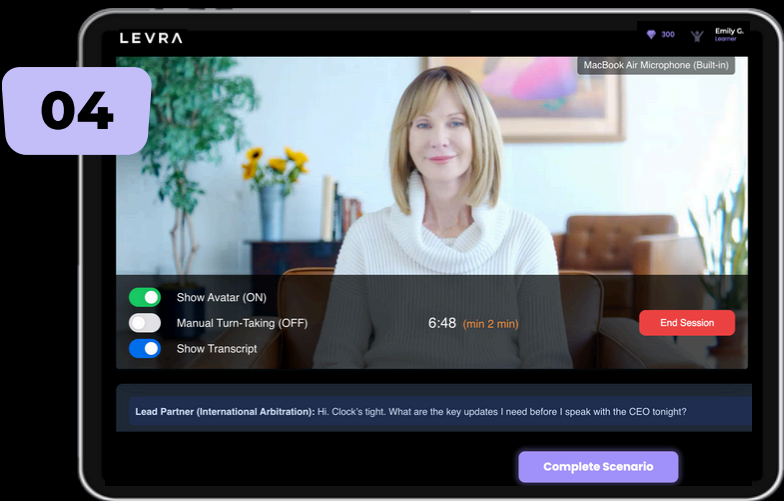 LEVRA
300
Emily G.
Learner
MacBook Air Microphone (Built-in)
04
Show Avatar (ON)
Manual Turn-Taking (OFF)
6:48 (min 2 min)
End Session
Show Transcript
Lead Partner (International Arbitration): Hi. Clock's tight. What are the key updates I need before I speak with the CEO tonight?
Complete Scenario